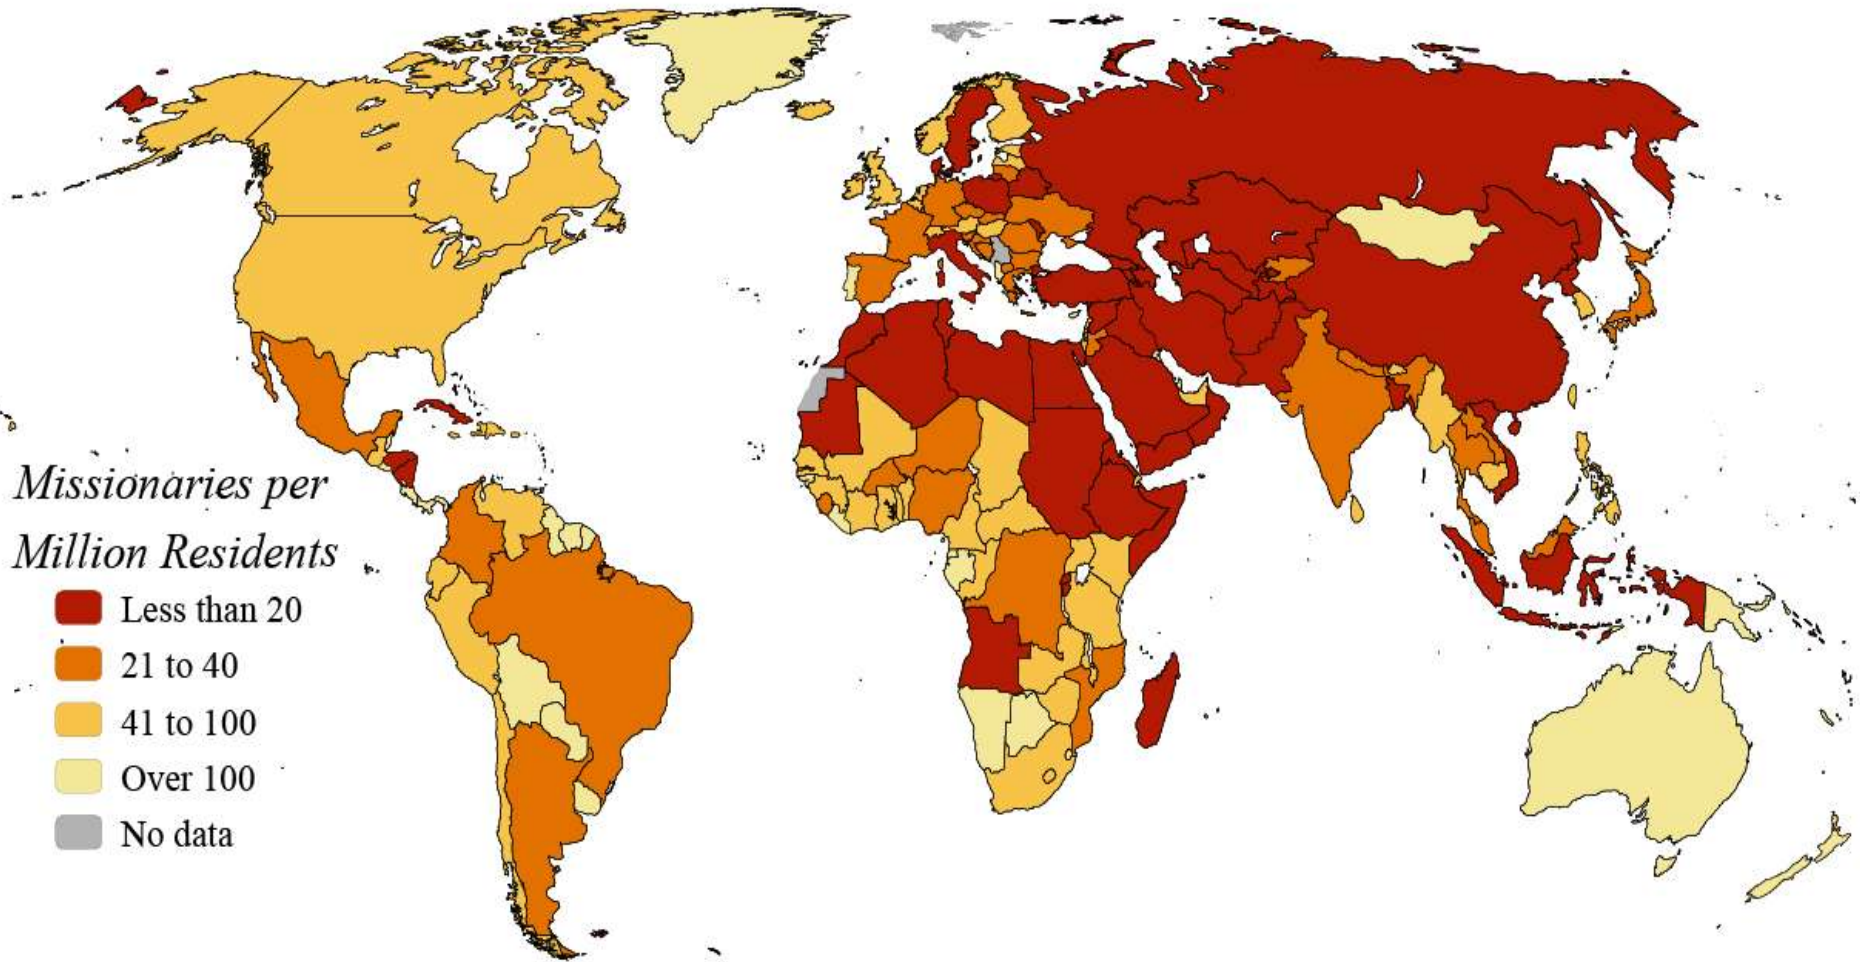 Missionaries per
Million Residents
Less than 20
21 to 40
41 to 100
Over 100
No data